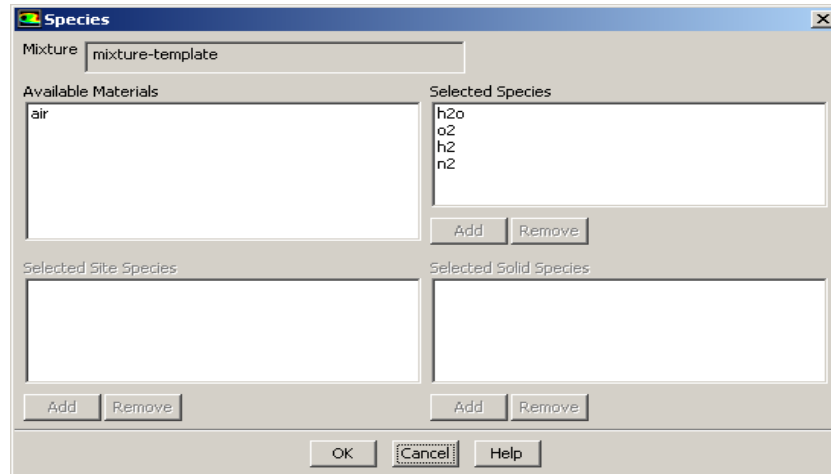 Species
Mixture mixture-template
Available Materials
air
Selected Species
h2o
o2
h2
n2
Add Remove
Selected Site Species
Selected Solid Species
Add Remove
Add Remove
OK Cancel Help